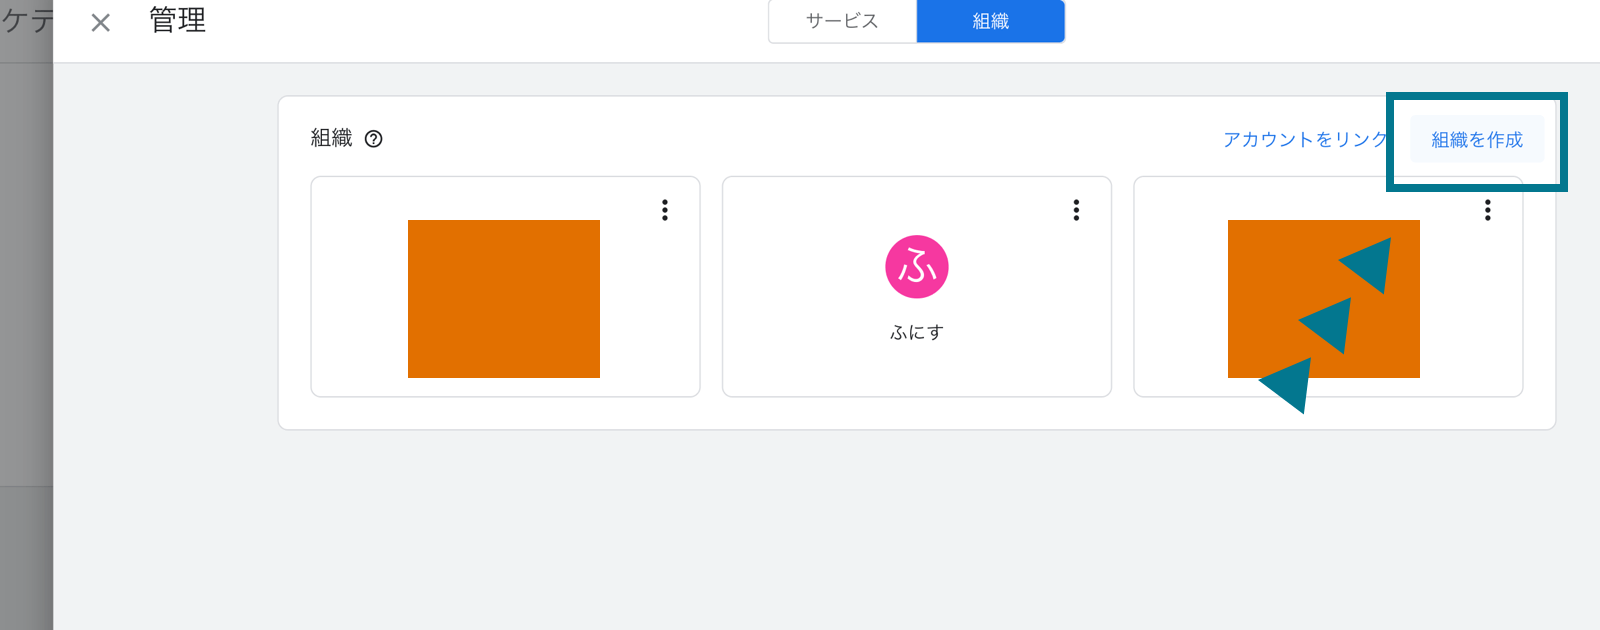 ケテ
管理
サービス
組織
組織
アカウントをリンク
組織を作成
ふ
ふにす